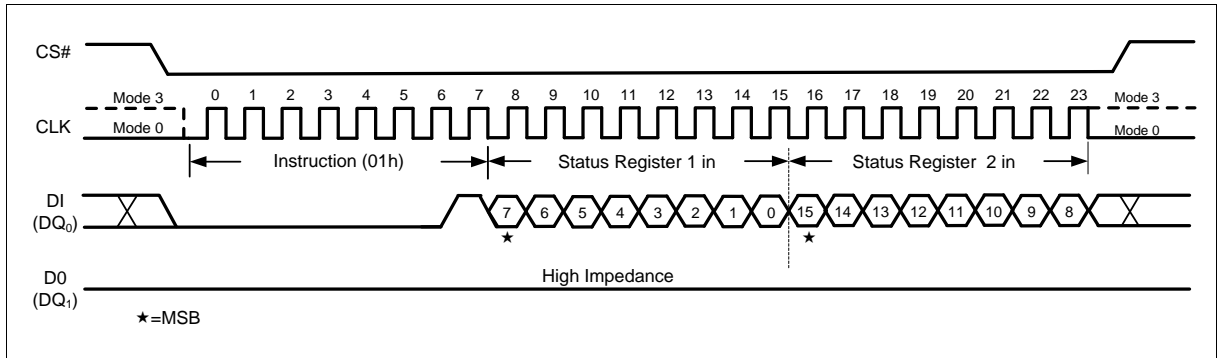 CS#
Mode 3 0 1 2 3 4 5 6 7 8 9 10 11 12 13 14 15 16 17 18 19 20 21 22 23 Mode 3
CLK Mode 0 Mode 0
Instruction (01h) Status Register 1 in Status Register 2 in
DI
(DQ0) 7 6 5 4 3 2 1 0 15 14 13 12 11 10 9 8
★ ★
High Impedance
D0
(DQ1)
★=MSB